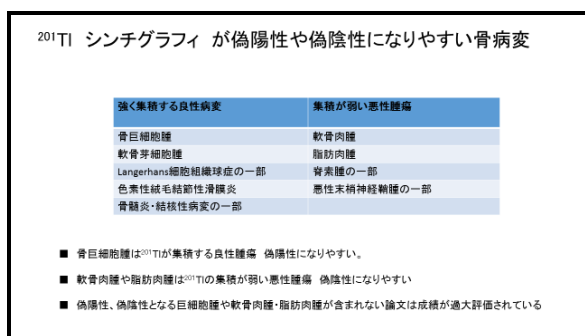 201Tl シンチグラフィ が偽陽性や偽陰性になりやすい骨病変
強く集積する良性病変 集積が弱い悪性腫瘍
骨巨細胞腫 軟骨肉腫
軟骨芽細胞腫 脂肪肉腫
Langerhans細胞組織球症の一部 脊索腫の一部
色素性絨毛結節性滑膜炎 悪性末梢神経鞘腫の一部
骨髄炎・結核性病変の一部
■ 骨巨細胞腫は201Tlが集積する良性腫瘍 偽陽性になりやすい。
■ 軟骨肉腫や脂肪肉腫は201Tlの集積が弱い悪性腫瘍 偽陰性になりやすい
■ 偽陽性、偽陰性となる巨細胞腫や軟骨肉腫・脂肪肉腫が含まれない論文は成績が過大評価されている